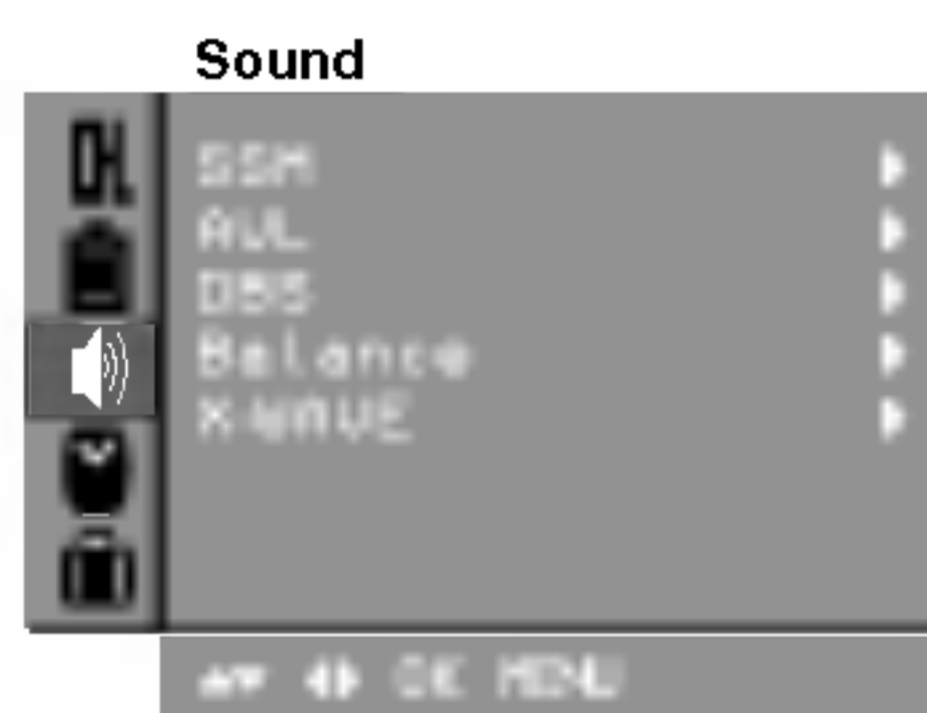 Sound
SSM
AVL
DBS
Balance
X-WAVE
▲▼ ◀▶ OK MENU